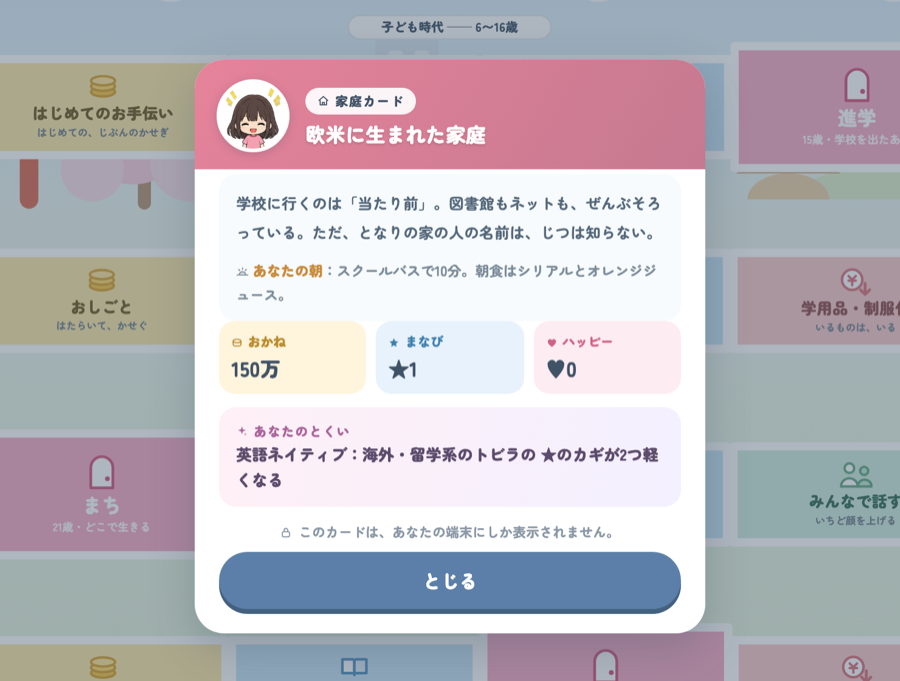 子ども時代 —— 6〜16歳
はじめてのお手伝い
はじめての、じぶんのかせぎ
家庭カード
欧米に生まれた家庭
進学
15歳・学校を出たあ
学校に行くのは「当たり前」。図書館もネットも、ぜんぶそろ
っている。ただ、となりの家の人の名前は、じつは知らない。
あなたの朝：スクールバスで10分。朝食はシリアルとオレンジジ
ュース。
おしごと
はたらいて、かせぐ
学用品・制服
いるものは、いる
おかね
150万
まなび
★1
ハッピー
♥0
あなたのとくい
英語ネイティブ：海外・留学系のトビラの ★のカギが2つ軽
くなる
まち
21歳・どこで生きる
みんなで話す
いちど顔を上げる
このカードは、あなたの端末にしか表示されません。
とじる